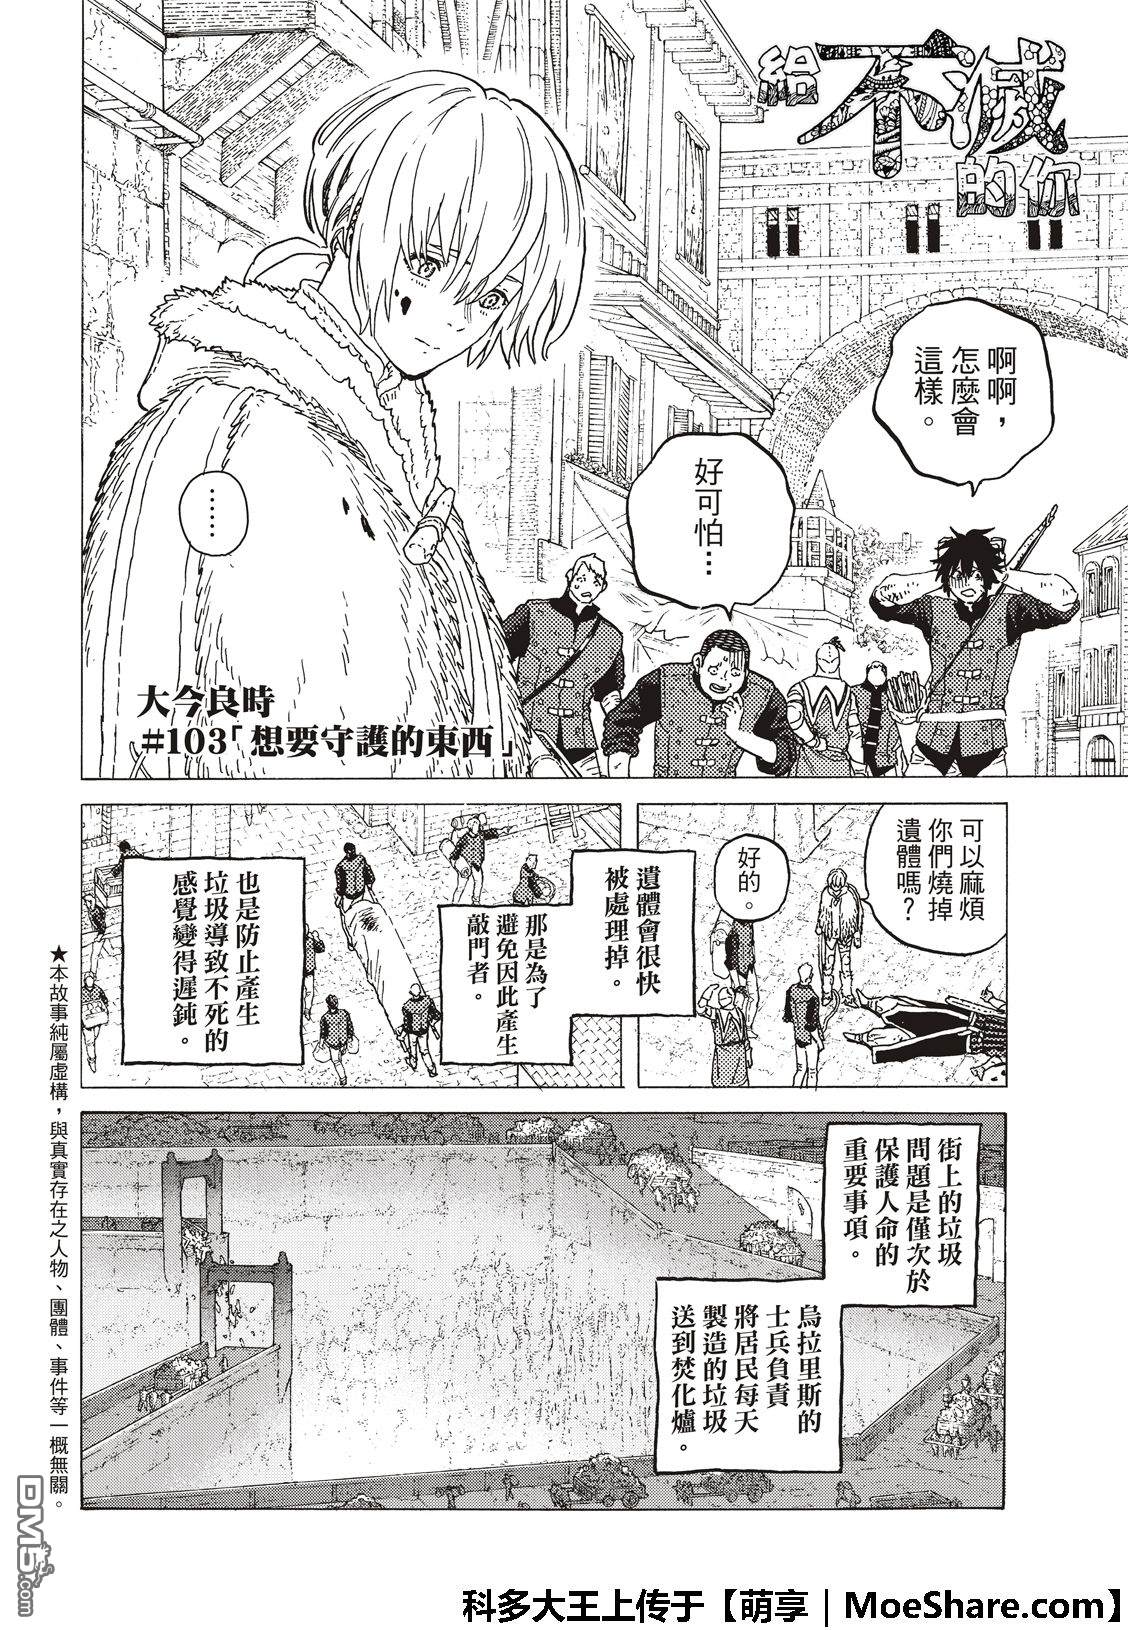 給不滅
的你
啊啊，
怎麼會
這樣。
好可怕…
……
大今良時
#103「想要守護的東西」
可以麻煩
你們燒掉
遺體嗎？
好的。
遺體會很快
被處理掉。
那是為了
避免因此產生
敲門者。
也是防止產生
垃圾導致不死的
感覺變得遲鈍。
街上的垃圾
問題是僅次於
保護人命的
重要事項。
烏拉里斯的
士兵負責
將居民每天
製造的垃圾
送到焚化爐。
★本故事純屬虛構，與真實存在之人物、團體、事件等一概無關。
DM5.com
科多大王上传于【萌享｜MoeShare.com】